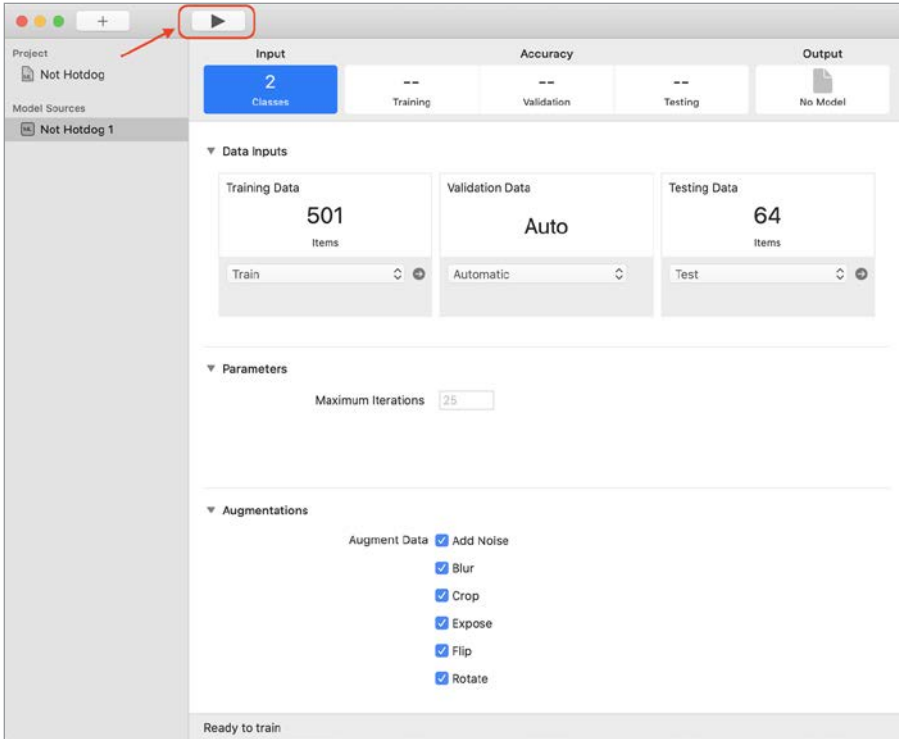 +
Project
Not Hotdog
Model Sources
ML Not Hotdog 1
Input Accuracy Output
2 -- -- --
Classes Training Validation Testing No Model
Data Inputs
Training Data Validation Data Testing Data
501 Auto 64
Items Items
Train Automatic Test
Parameters
Maximum Iterations 25
Augmentations
Augment Data Add Noise
Blur
Crop
Expose
Flip
Rotate
Ready to train